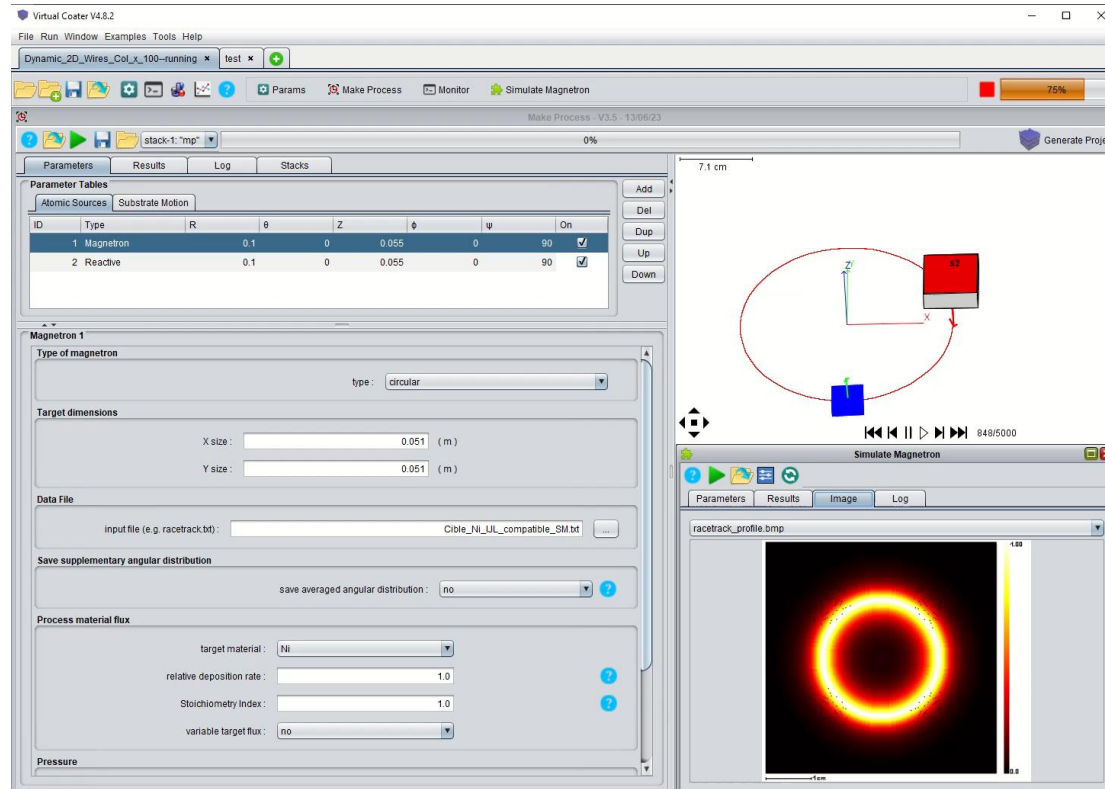 Virtual Coater V4.8.2
File Run Window Examples Tools Help
Dynamic_2D_Wires_Col_x_100--running × test ×
Params Make Process Monitor Simulate Magnetron 75%
Make Process - V3.5 - 13/06/23
stack-1: "mp" 0% Generate Proje
Parameters Results Log Stacks
Parameter Tables
Atomic Sources Substrate Motion
ID Type R θ Z ϕ ψ On
1 Magnetron 0.1 0 0.055 0 90
2 Reactive 0.1 0 0.055 0 90
Add
Del
Dup
Up
Down
Magnetron 1
Type of magnetron
type : circular
Target dimensions
X size : 0.051 ( m )
Y size : 0.051 ( m )
Data File
input file (e.g. racetrack.txt) : Cible_Ni_IJL_compatible_SM.txt ...
Save supplementary angular distribution
save averaged angular distribution : no
Process material flux
target material : Ni
relative deposition rate : 1.0
Stoichiometry Index : 1.0
variable target flux : no
Pressure
7.1 cm
Z
X
848/5000
Simulate Magnetron
Parameters Results Image Log
racetrack_profile.bmp
1.00
0.0
1cm